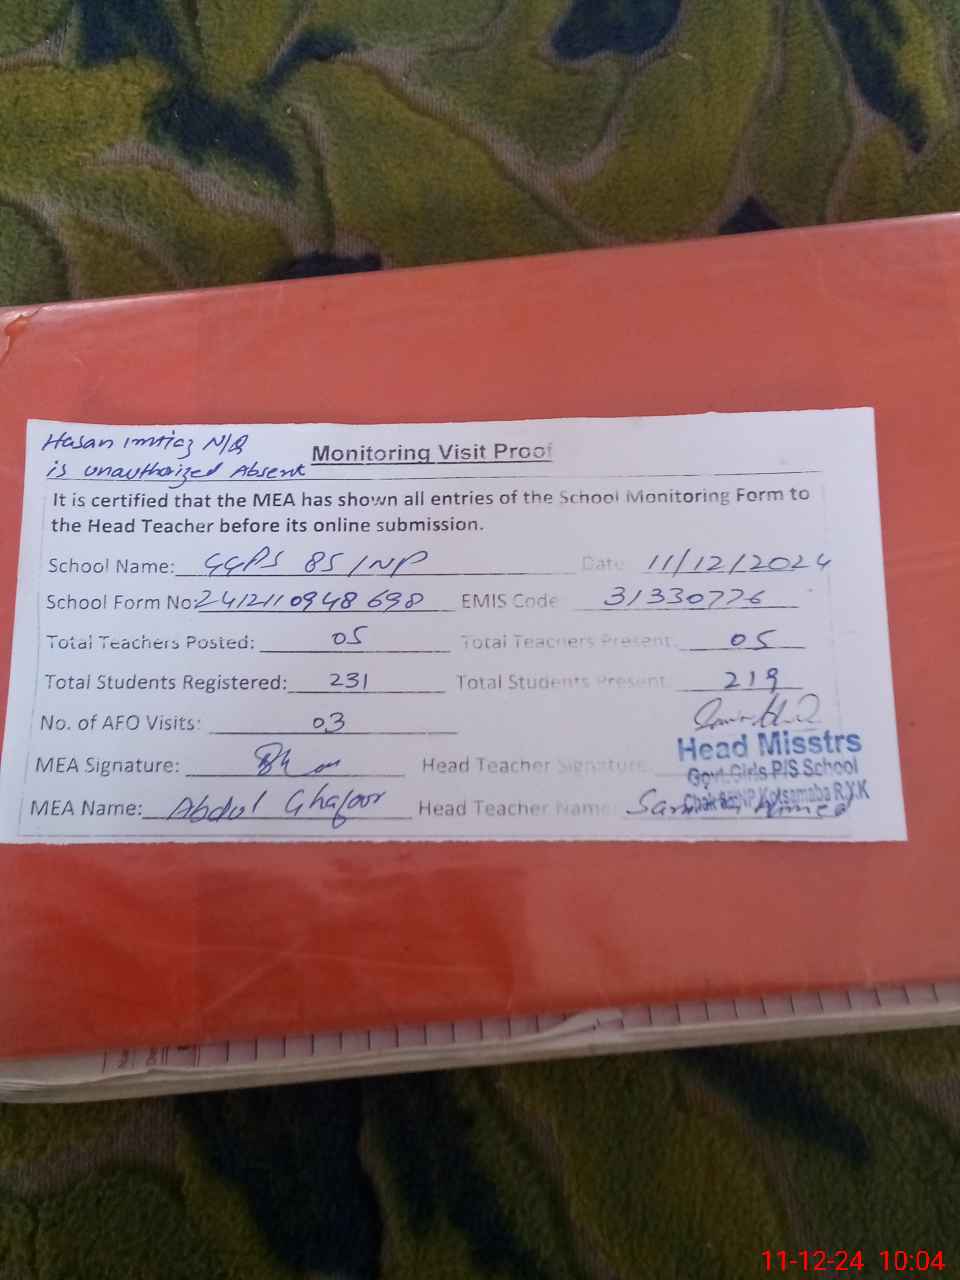 Hasan imtiaz N/Q
is unauthorized Absent
Monitoring Visit Proof
It is certified that the MEA has shown all entries of the School Monitoring Form to
the Head Teacher before its online submission.
School Name: GGPS 85/NP Date 11/12/2024
School Form No: 241211 0948 698 EMIS Code 31330776
Total Teachers Posted: 05 Total Teachers Present: 05
Total Students Registered: 231 Total Students Present: 219
No. of AFO Visits: 03
MEA Signature: Head Teacher Signature:
Head Misstrs
Govt. Girls P/S School
Kotsamaba R.Y.K
MEA Name: Abdul Ghafoor Head Teacher Name: Ahmed
11-12-24 10:04